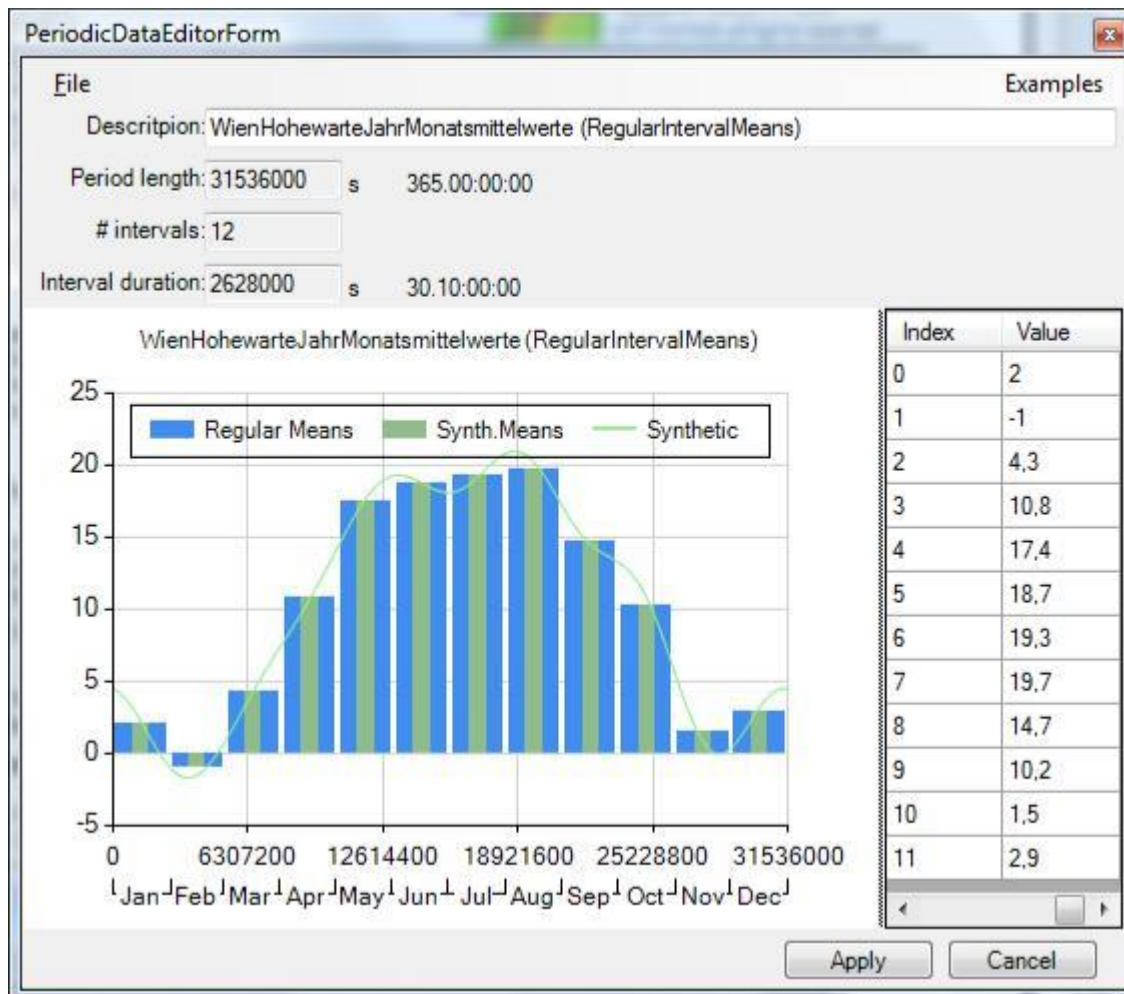 PeriodicDataEditorForm
File Examples
Descritpion: WienHohewarteJahrMonatsmittelwerte (RegularIntervalMeans)
Period length: 31536000 s 365.00:00:00
# intervals: 12
Interval duration: 2628000 s 30.10:00:00
WienHohewarteJahrMonatsmittelwerte (RegularIntervalMeans)
Regular Means Synth.Means Synthetic
25
20
15
10
5
0
-5
0 6307200 12614400 18921600 25228800 31536000
Jan Feb Mar Apr May Jun Jul Aug Sep Oct Nov Dec
Index Value
0 2
1 -1
2 4,3
3 10,8
4 17,4
5 18,7
6 19,3
7 19,7
8 14,7
9 10,2
10 1,5
11 2,9
Apply Cancel